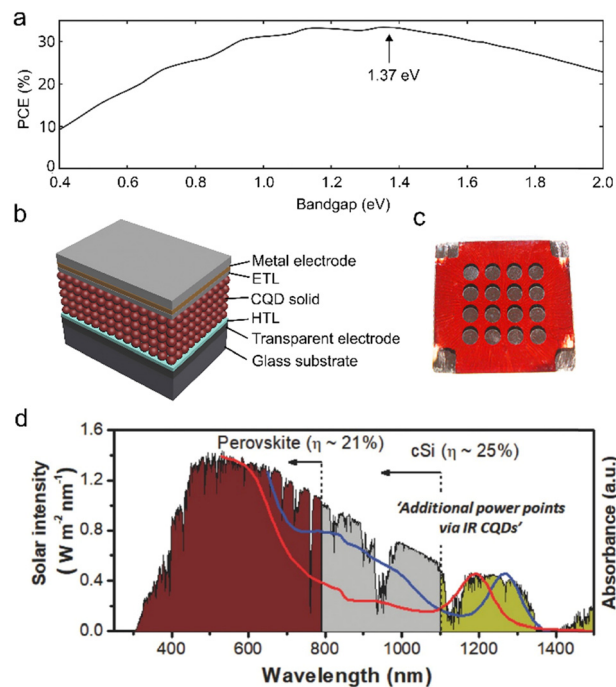 a
PCE (%)
30
20
10
0
1.37 eV
0.4 0.6 0.8 1.0 1.2 1.4 1.6 1.8 2.0
Bandgap (eV)
b
Metal electrode
ETL
CQD solid
HTL
Transparent electrode
Glass substrate
c
d
Solar intensity
( W m⁻² nm⁻¹)
1.6
1.2
0.8
0.4
0.0
Perovskite (η ~ 21%)
cSi (η ~ 25%)
'Additional power points
via IR CQDs'
Absorbance (a.u.)
400 600 800 1000 1200 1400
Wavelength (nm)